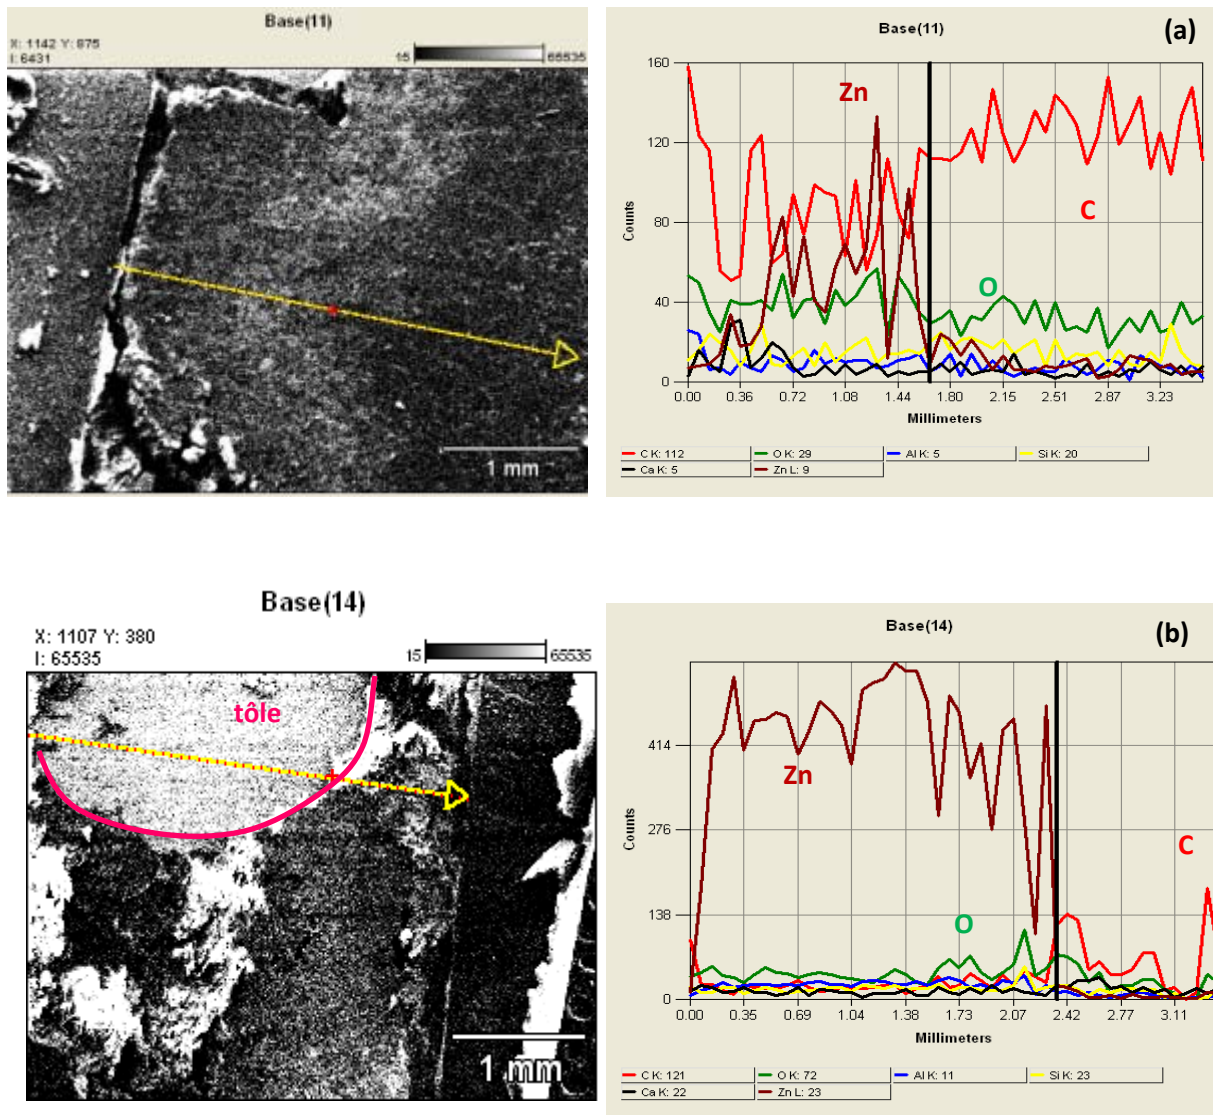 Base(11)
X: 1142 Y: 875
I: 6431
15
65535
1 mm
Base(11)
(a)
Zn
C
O
Counts
160
120
80
40
0
0.00
0.36
0.72
1.08
1.44
1.80
2.15
2.51
2.87
3.23
Millimeters
C K: 112
O K: 29
Al K: 5
Si K: 20
Ca K: 5
Zn L: 9
Base(14)
X: 1107 Y: 380
I: 65535
15
65535
tôle
1 mm
Base(14)
(b)
Zn
C
O
Counts
414
276
138
0
0.00
0.35
0.69
1.04
1.38
1.73
2.07
2.42
2.77
3.11
Millimeters
C K: 121
O K: 72
Al K: 11
Si K: 23
Ca K: 22
Zn L: 23